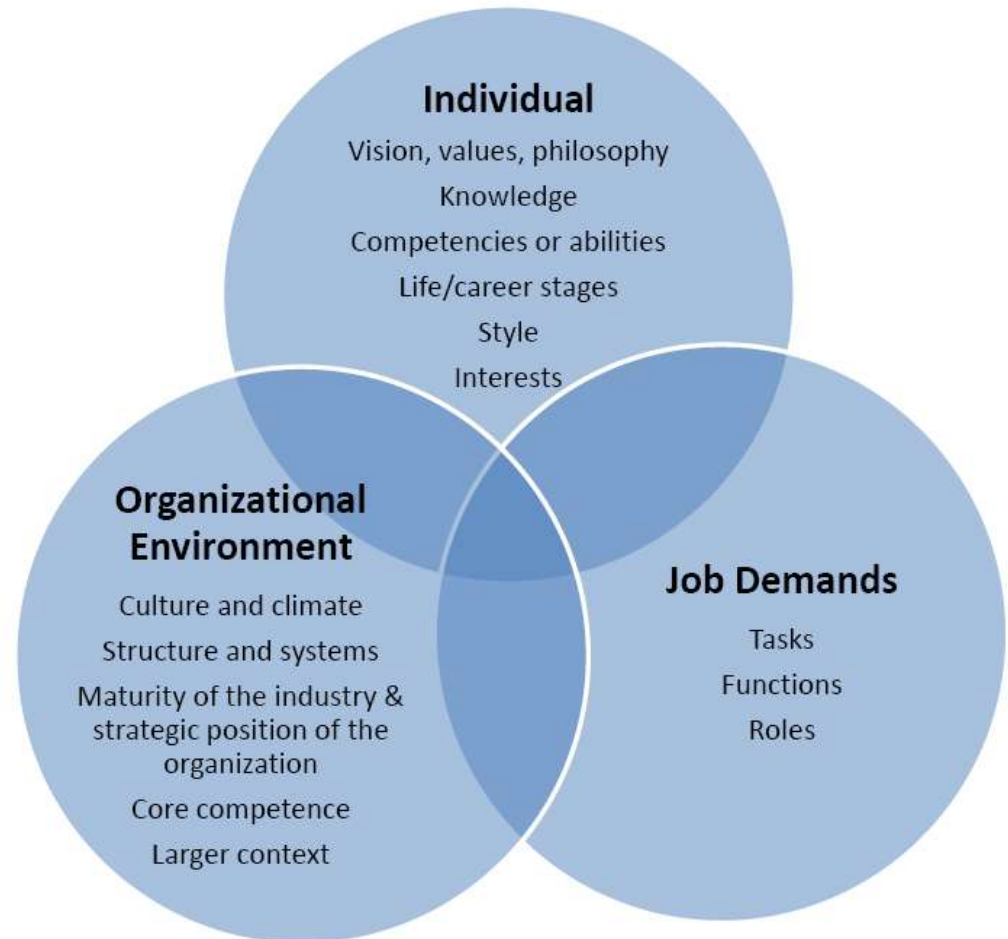 Individual
Vision, values, philosophy
Knowledge
Competencies or abilities
Life/career stages
Style
Interests
Organizational
Environment
Culture and climate
Structure and systems
Maturity of the industry &
strategic position of the
organization
Core competence
Larger context
Job Demands
Tasks
Functions
Roles